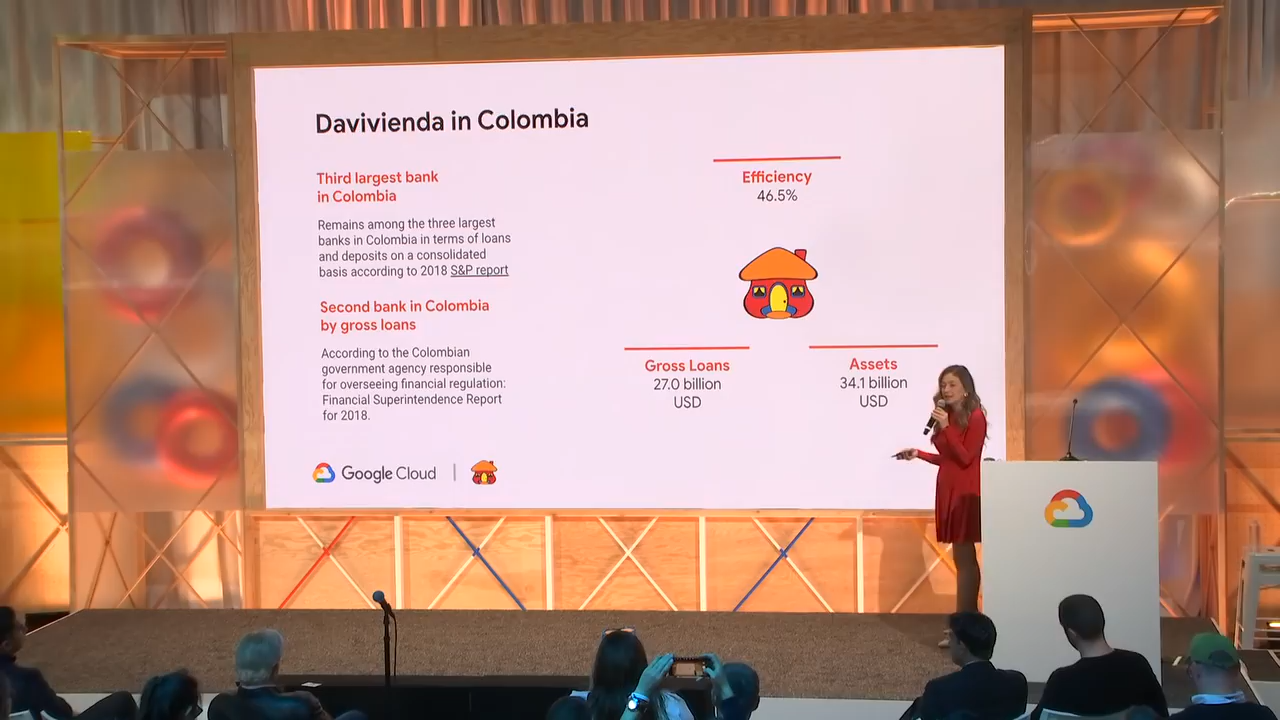 Davivienda in Colombia
Third largest bank
in Colombia
Remains among the three largest
banks in Colombia in terms of loans
and deposits on a consolidated
basis according to 2018 S&P report
Second bank in Colombia
by gross loans
According to the Colombian
government agency responsible
for overseeing financial regulation:
Financial Superintendence Report
for 2018.
Efficiency
46.5%
Gross Loans
27.0 billion
USD
Assets
34.1 billion
USD
Google Cloud